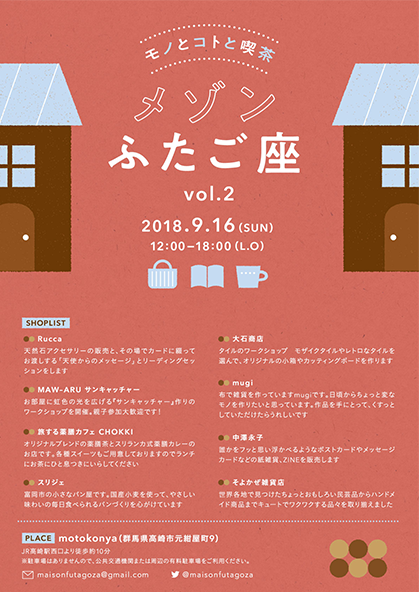 モノとコトと喫茶
メゾン
ふたご座
vol.2
2018.9.16(SUN)
12:00–18:00(L.O)
SHOPLIST
Rucca
天然石アクセサリーの販売と、その場でカードに綴って
お渡しする「天使からのメッセージ」とリーディングセッ
ションをします
MAW-ARU サンキャッチャー
お部屋に虹色の光を広げる『サンキャッチャー』作りの
ワークショップを開催。親子参加大歓迎です！
旅する薬膳カフェ CHOKKI
オリジナルブレンドの薬膳茶とスリランカ式薬膳カレーの
お店です。各種スイーツもご用意しておりますのでランチ
にお茶にひと息つきにいらしてください
スリジェ
富岡市の小さなパン屋です。国産小麦を使って、やさしい
味わいの毎日食べられるパンづくりを心がけています
大石商店
タイルのワークショップ　モザイクタイルやレトロなタイルを
選んで、オリジナルの小箱やカッティングボードを作ります
mugi
布で雑貨を作っていますmugiです。日頃からちょっと変な
モノを作りたいと思っています。作品を手にとって、くすっと
していただけたらうれしいです
中澤永子
誰かをフッと思い浮かべるようなポストカードやメッセージ
カードなどの紙雑貨、ZINEを販売します
そよかぜ雑貨店
世界各地で見つけたちょっとおもしろい民芸品からハンドメ
イド商品までキュートでワクワクする品々を取り揃えました
PLACE motokonya(群馬県高崎市元紺屋町9)
JR高崎駅西口より徒歩約10分
※駐車場はありませんので、公共交通機関または周辺の有料駐車場をご利用ください。
maisonfutagoza@gmail.com @maisonfutagoza